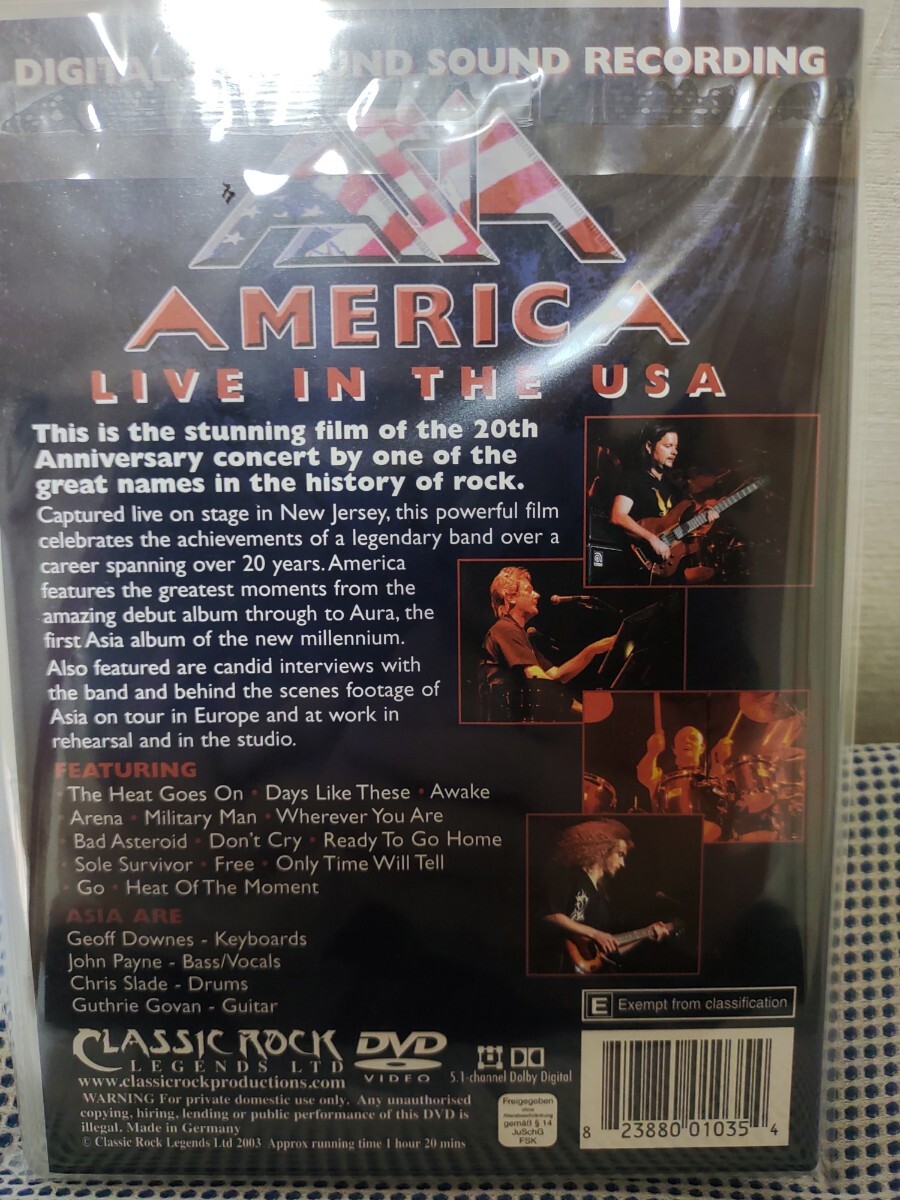 DIGITAL SOUND RECORDING
ASIA
AMERICA
LIVE IN THE USA
This is the stunning film of the 20th
Anniversary concert by one of the
great names in the history of rock.
Captured live on stage in New Jersey, this powerful film
celebrates the achievements of a legendary band over a
career spanning over 20 years. America
features the greatest moments from the
amazing debut album through to Aura, the
first Asia album of the new millennium.
Also featured are candid interviews with
the band and behind the scenes footage of
Asia on tour in Europe and at work in
rehearsal and in the studio.
FEATURING
The Heat Goes On • Days Like These • Awake
• Arena • Military Man • Wherever You Are
• Bad Asteroid • Don't Cry • Ready To Go Home
• Sole Survivor • Free • Only Time Will Tell
• Go • Heat Of The Moment
ASIA ARE
Geoff Downes - Keyboards
John Payne - Bass/Vocals
Chris Slade - Drums
Guthrie Govan - Guitar
E Exempt from classification
CLASSIC ROCK
LEGENDS LTD
www.classicrockproductions.com
DVD
VIDEO
5.1-channel Dolby Digital
WARNING For private domestic use only. Any unauthorised
copying, hiring, lending or public performance of this DVD is
illegal. Made in Germany
© Classic Rock Legends Ltd 2003 Approx running time 1 hour 20 mins
Freigegeben
ohne
Altersbeschränkung
gemäß § 14
JuSchG
FSK
8 23880 01035 4